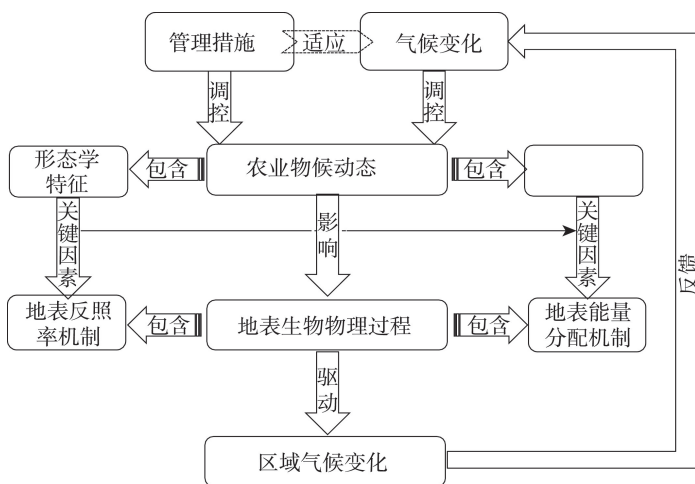 管理措施
适应
气候变化
调控
调控
形态学
特征
包含
农业物候动态
包含
关键因素
影响
关键因素
反馈
地表反照
率机制
包含
地表生物物理过程
包含
地表能量
分配机制
驱动
区域气候变化